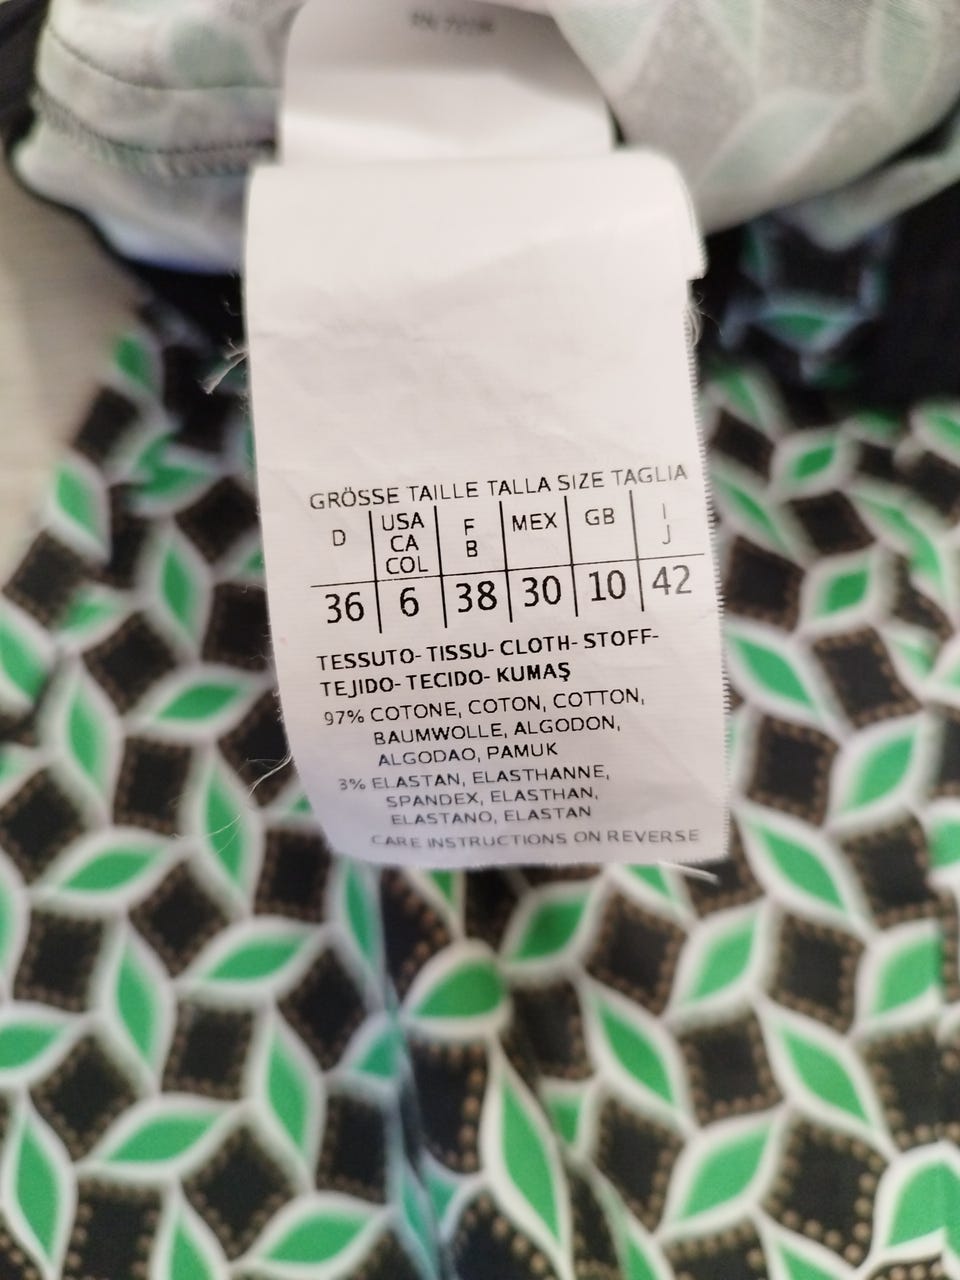 GRÖSSE TAILLE TALLA SIZE TAGLIA
D USA CA COL F B MEX GB I J
36 6 38 30 10 42
TESSUTO- TISSU- CLOTH- STOFF-
TEJIDO- TECIDO- KUMAŞ
97% COTONE, COTON, COTTON,
BAUMWOLLE, ALGODON,
ALGODAO, PAMUK
3% ELASTAN, ELASTHANNE,
SPANDEX, ELASTHAN,
ELASTANO, ELASTAN
CARE INSTRUCTIONS ON REVERSE